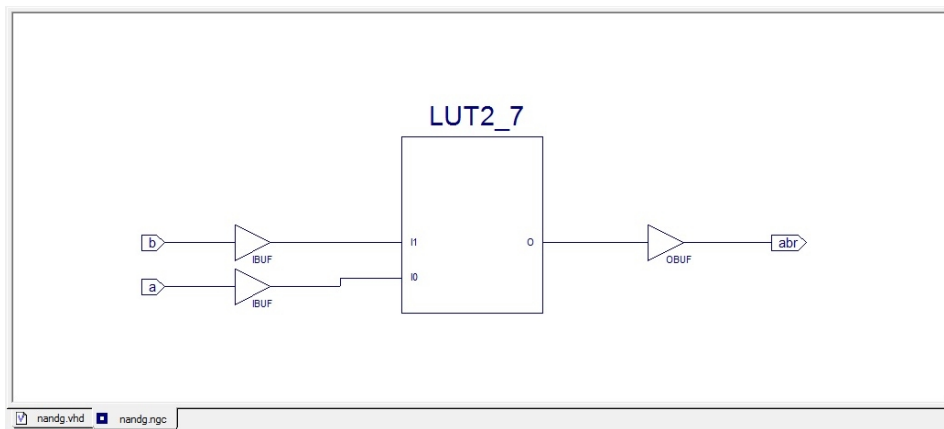 LUT2_7
b
IBUF
I1
O
OBUF
abr
a
IBUF
I0
nandg.vhd
nandg.ngc